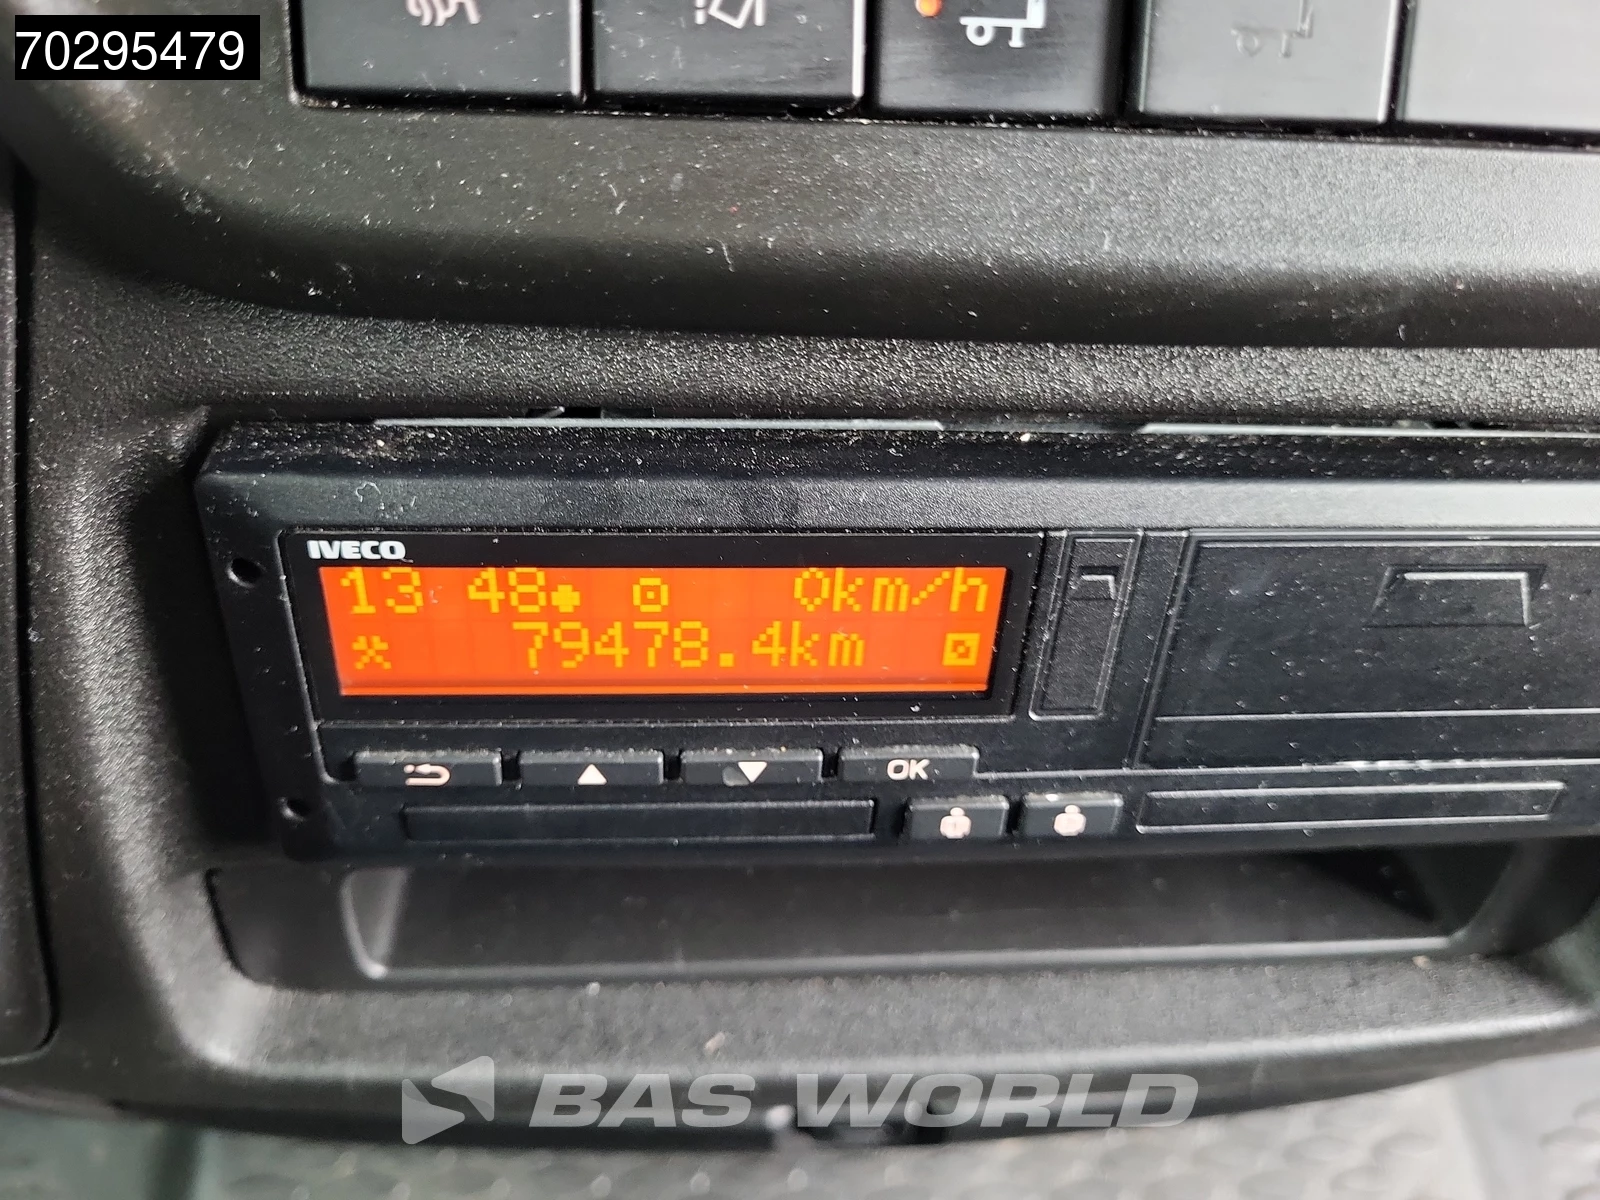 70295479
IVECO
13 48 0km/h
79478.4km
OK
BAS WORLD